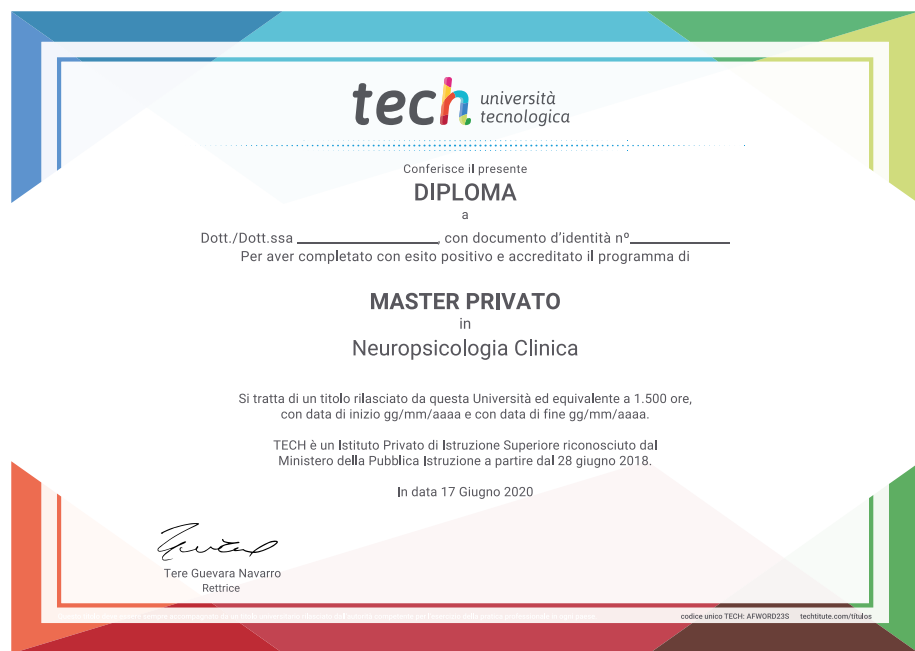 tech università
tecnologica
Conferisce il presente
DIPLOMA
a
Dott./Dott.ssa ____________________, con documento d'identità nº______________
Per aver completato con esito positivo e accreditato il programma di
MASTER PRIVATO
in
Neuropsicologia Clinica
Si tratta di un titolo rilasciato da questa Università ed equivalente a 1.500 ore,
con data di inizio gg/mm/aaaa e con data di fine gg/mm/aaaa.
TECH è un Istituto Privato di Istruzione Superiore riconosciuto dal
Ministero della Pubblica Istruzione a partire dal 28 giugno 2018.
In data 17 Giugno 2020
Tere Guevara Navarro
Rettrice
codice unico TECH: AFWORD23S techtitute.com/títulos